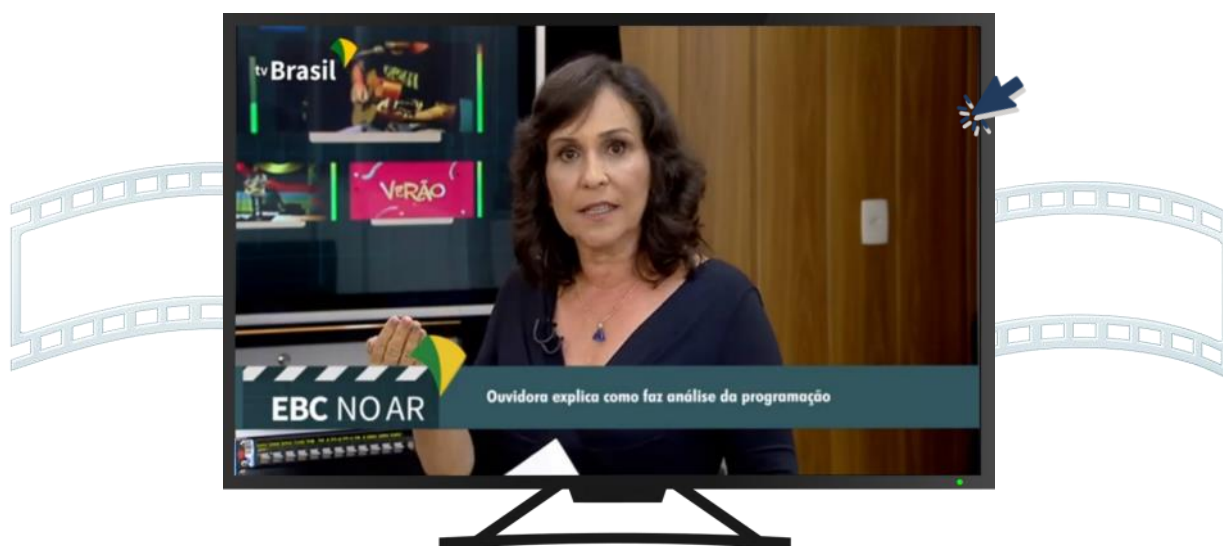 tv Brasil
VERÃO
EBC NO AR
Ouvidora explica como faz análise da programação